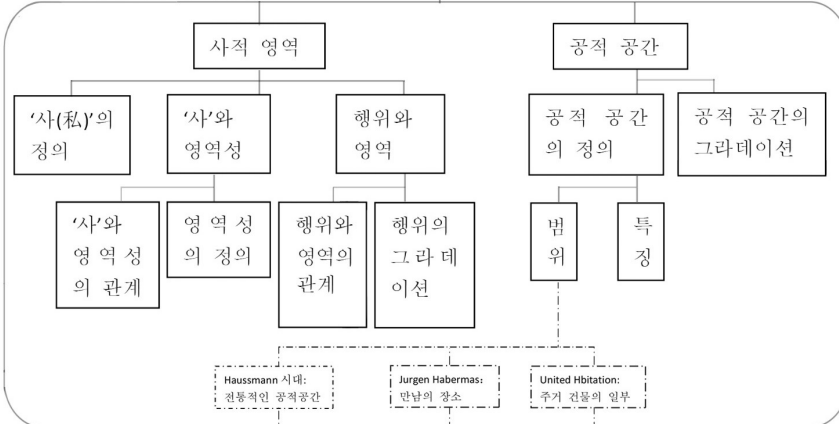 사적 영역
공적 공간
‘사(私)’의
정의
‘사’와
영역성
행위와
영역
공적 공간
의 정의
공적 공간의
그라데이션
‘사’와
영역성
의 관계
영역성
의 정의
행위와
영역의
관계
행위의
그라데
이션
범
위
특
징
Haussmann 시대:
전통적인 공적공간
Jurgen Habermas:
만남의 장소
United Hbitation:
주거 건물의 일부